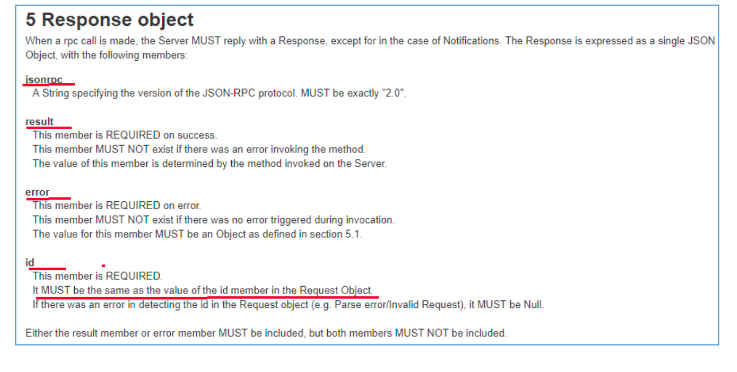 5 Response object
When a rpc call is made, the Server MUST reply with a Response, except for in the case of Notifications. The Response is expressed as a single JSON
Object, with the following members:
jsonrpc
A String specifying the version of the JSON-RPC protocol. MUST be exactly "2.0".
result
This member is REQUIRED on success.
This member MUST NOT exist if there was an error invoking the method.
The value of this member is determined by the method invoked on the Server.
error
This member is REQUIRED on error.
This member MUST NOT exist if there was no error triggered during invocation.
The value for this member MUST be an Object as defined in section 5.1.
id
This member is REQUIRED.
It MUST be the same as the value of the id member in the Request Object.
If there was an error in detecting the id in the Request object (e.g. Parse error/Invalid Request), it MUST be Null.
Either the result member or error member MUST be included, but both members MUST NOT be included.